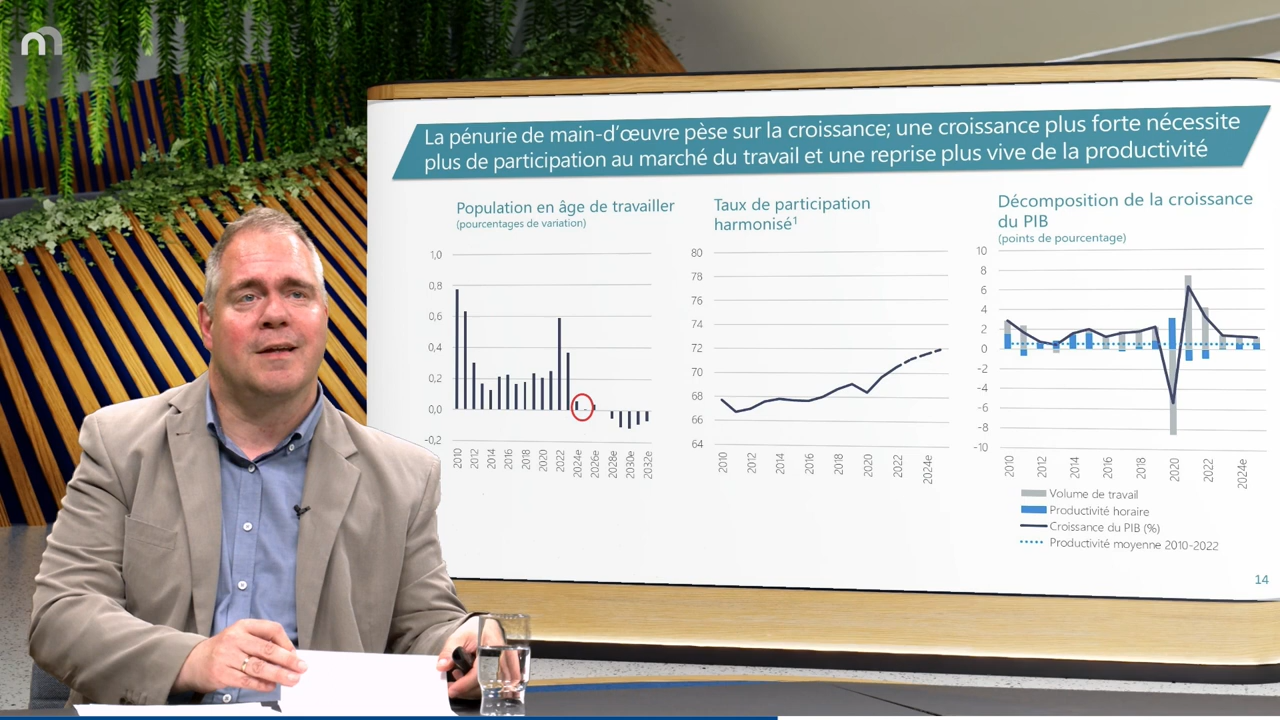 m
La pénurie de main-d'œuvre pèse sur la croissance; une croissance plus forte nécessite
plus de participation au marché du travail et une reprise plus vive de la productivité
Population en âge de travailler
(pourcentages de variation)
1,0
0,8
0,6
0,4
0,2
0,0
-0,2
2010
2012
2014
2016
2018
2020
2022
2024e
2026e
2028e
2030e
2032e
Taux de participation
harmonisé¹
80
78
76
74
72
70
68
66
64
2010
2012
2014
2016
2018
2020
2022
2024e
Décomposition de la croissance
du PIB
(points de pourcentage)
10
8
6
4
2
0
-2
-4
-6
-8
-10
2010
2012
2014
2016
2018
2020
2022
2024e
Volume de travail
Productivité horaire
Croissance du PIB (%)
Productivité moyenne 2010-2022
14